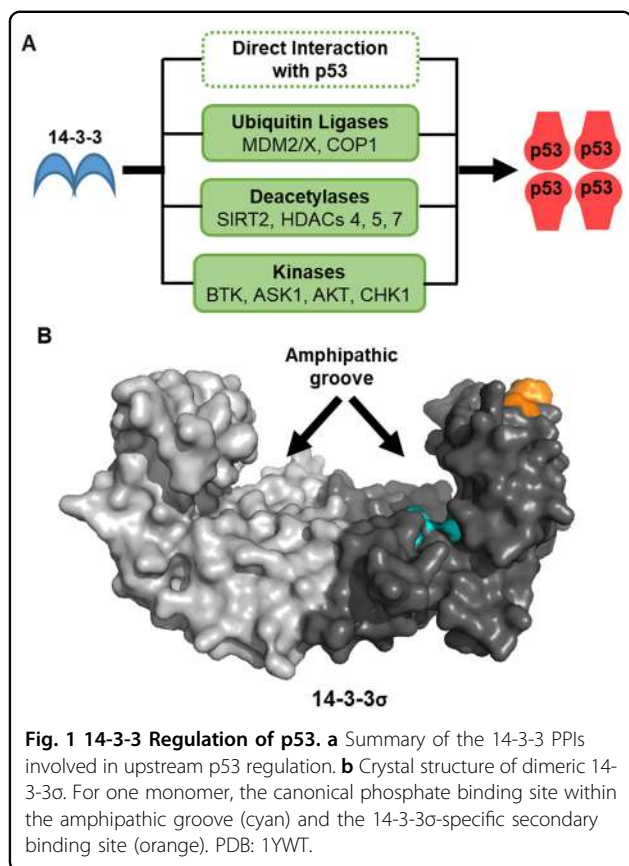 A
14-3-3
Direct Interaction
with p53
Ubiquitin Ligases
MDM2/X, COP1
Deacetylases
SIRT2, HDACs 4, 5, 7
Kinases
BTK, ASK1, AKT, CHK1
p53 p53
p53 p53
B
Amphipathic
groove
14-3-3σ
Fig. 1 14-3-3 Regulation of p53. a Summary of the 14-3-3 PPIs
involved in upstream p53 regulation. b Crystal structure of dimeric 14-
3-3σ. For one monomer, the canonical phosphate binding site within
the amphipathic groove (cyan) and the 14-3-3σ-specific secondary
binding site (orange). PDB: 1YWT.